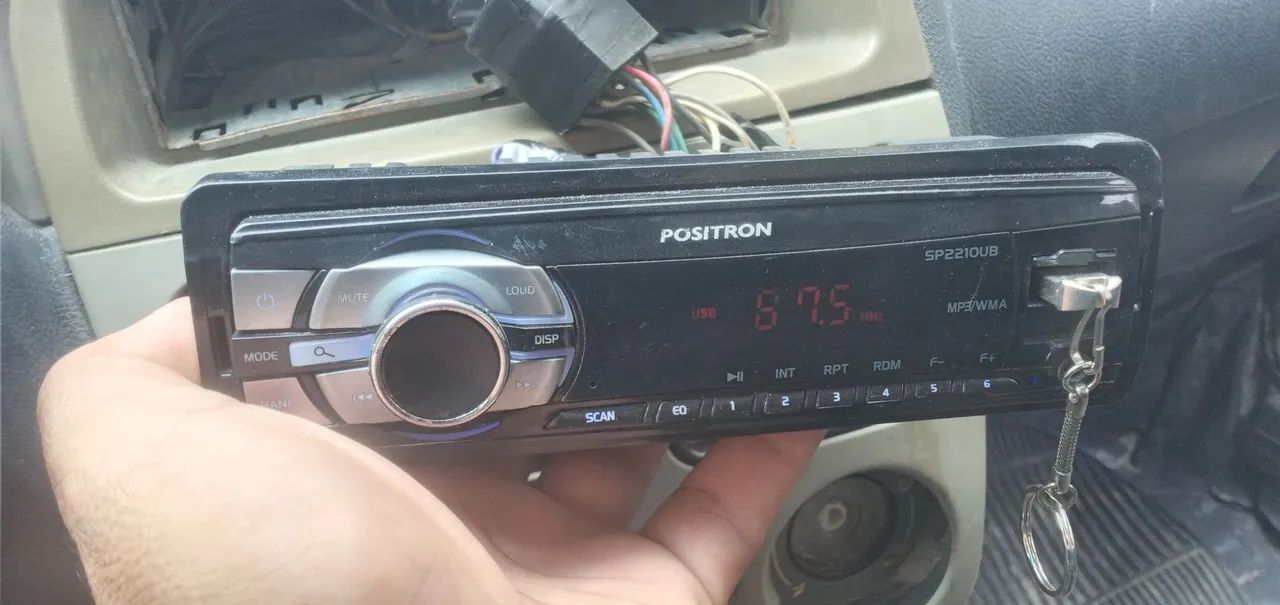 POSITRON
SP2210UB
MUTE
LOUD
USB
67.5
MHz
MP3/WMA
MODE
DISP
INT
RPT
RDM
F-
F+
SCAN
EQ
1
2
3
4
5
6